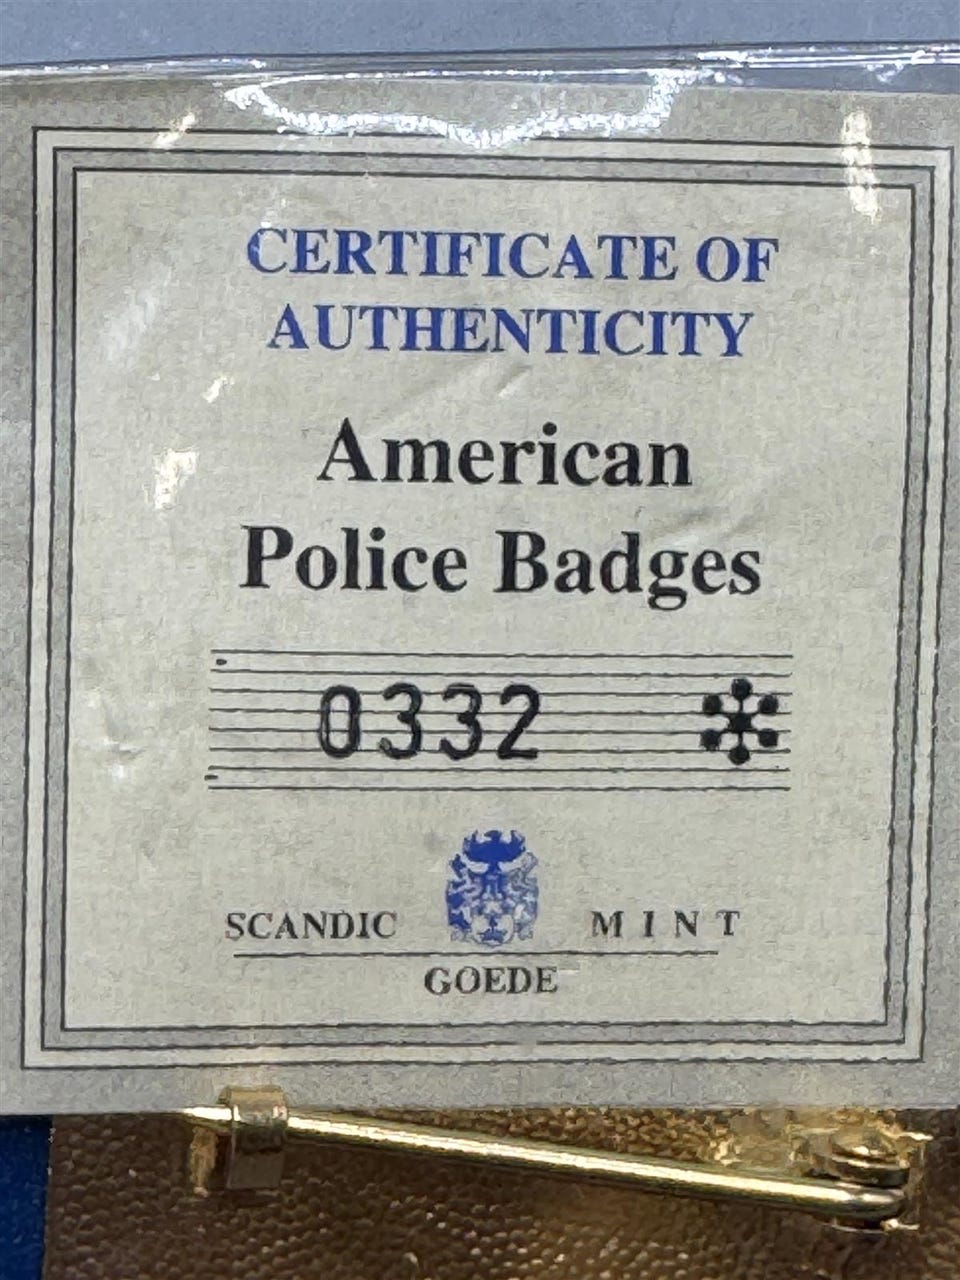 CERTIFICATE OF
AUTHENTICITY
American
Police Badges
0332 *
SCANDIC MINT
GOEDE